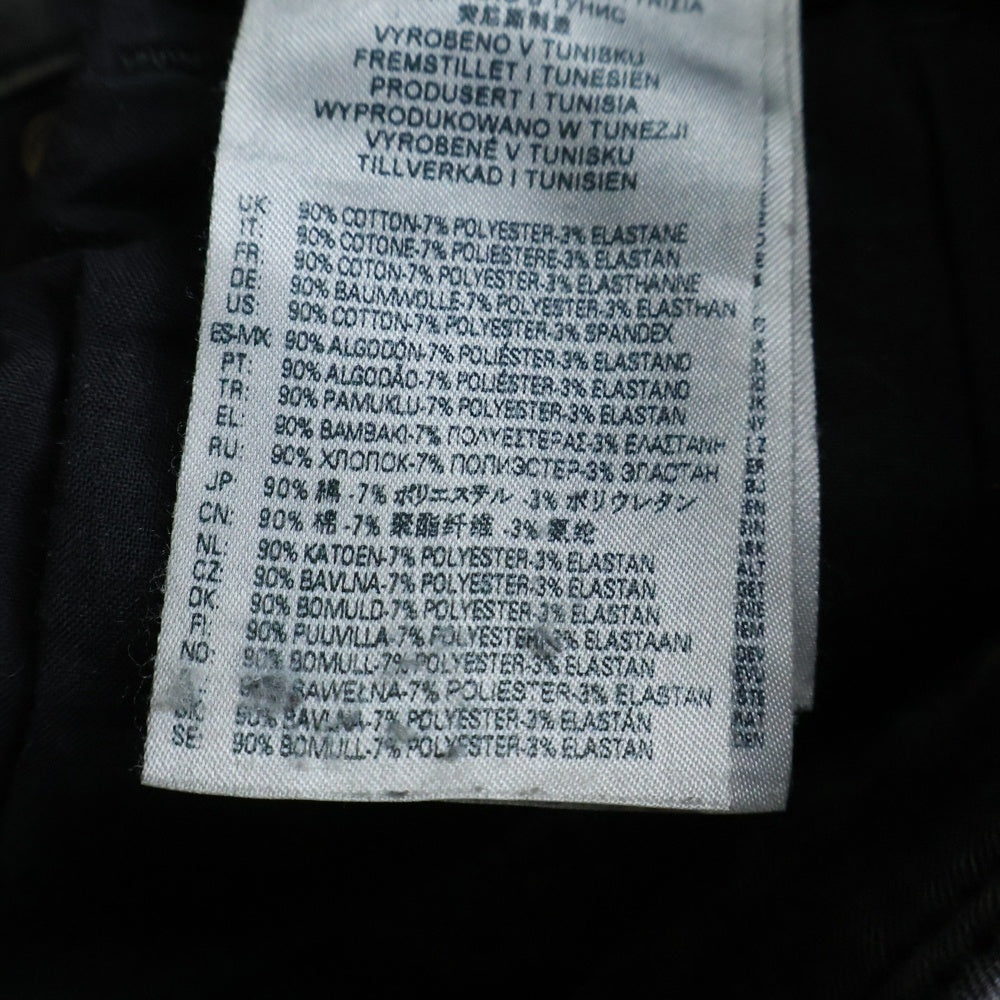 В ТУНИС
突尼斯制造
VYROBENO V TUNISKU
FREMSTILLET I TUNESIEN
PRODUSERT I TUNISIA
WYPRODUKOWANO W TUNEZJI
VYROBENÉ V TUNISKU
TILLVERKAD I TUNISIEN
UK: 90% COTTON-7% POLYESTER-3% ELASTANE
IT: 90% COTONE-7% POLIESTERE-3% ELASTAN
FR: 90% COTON-7% POLYESTER-3% ELASTHANNE
DE: 90% BAUMWOLLE-7% POLYESTER-3% ELASTHAN
US: 90% COTTON-7% POLYESTER-3% SPANDEX
ES-MX 90% ALGODÓN-7% POLIÉSTER-3% ELASTANO
PT: 90% ALGODÃO-7% POLIÉSTER-3% ELASTANO
TR: 90% PAMUKLU-7% POLYESTER-3% ELASTAN
EL: 90% ΒΑΜΒΑΚΙ-7% ΠΟΛΥΕΣΤΕΡΑΣ-3% ΕΛΑΣΤΑΝΗ
RU: 90% ХЛОПОК-7% ПОЛИЭСТЕР-3% ЭЛАСТАН
JP: 90% 綿 -7% ポリエステル -3% ポリウレタン
CN: 90% 棉 -7% 聚酯纤维 -3% 氨纶
NL: 90% KATOEN-7% POLYESTER-3% ELASTAN
CZ 90% BAVLNA-7% POLYESTER-3% ELASTAN
DK: 90% BOMULD-7% POLYESTER-3% ELASTAN
FI: 90% PUUVILLA-7% POLYESTERI-3% ELASTAANI
NO: 90% BOMULL-7% POLYESTER-3% ELASTAN
BAWEŁNA-7% POLIESTER-3% ELASTAN
90% BAVLNA-7% POLYESTER-3% ELASTÁN
SE: 90% BOMULL-7% POLYESTER-3% ELASTAN